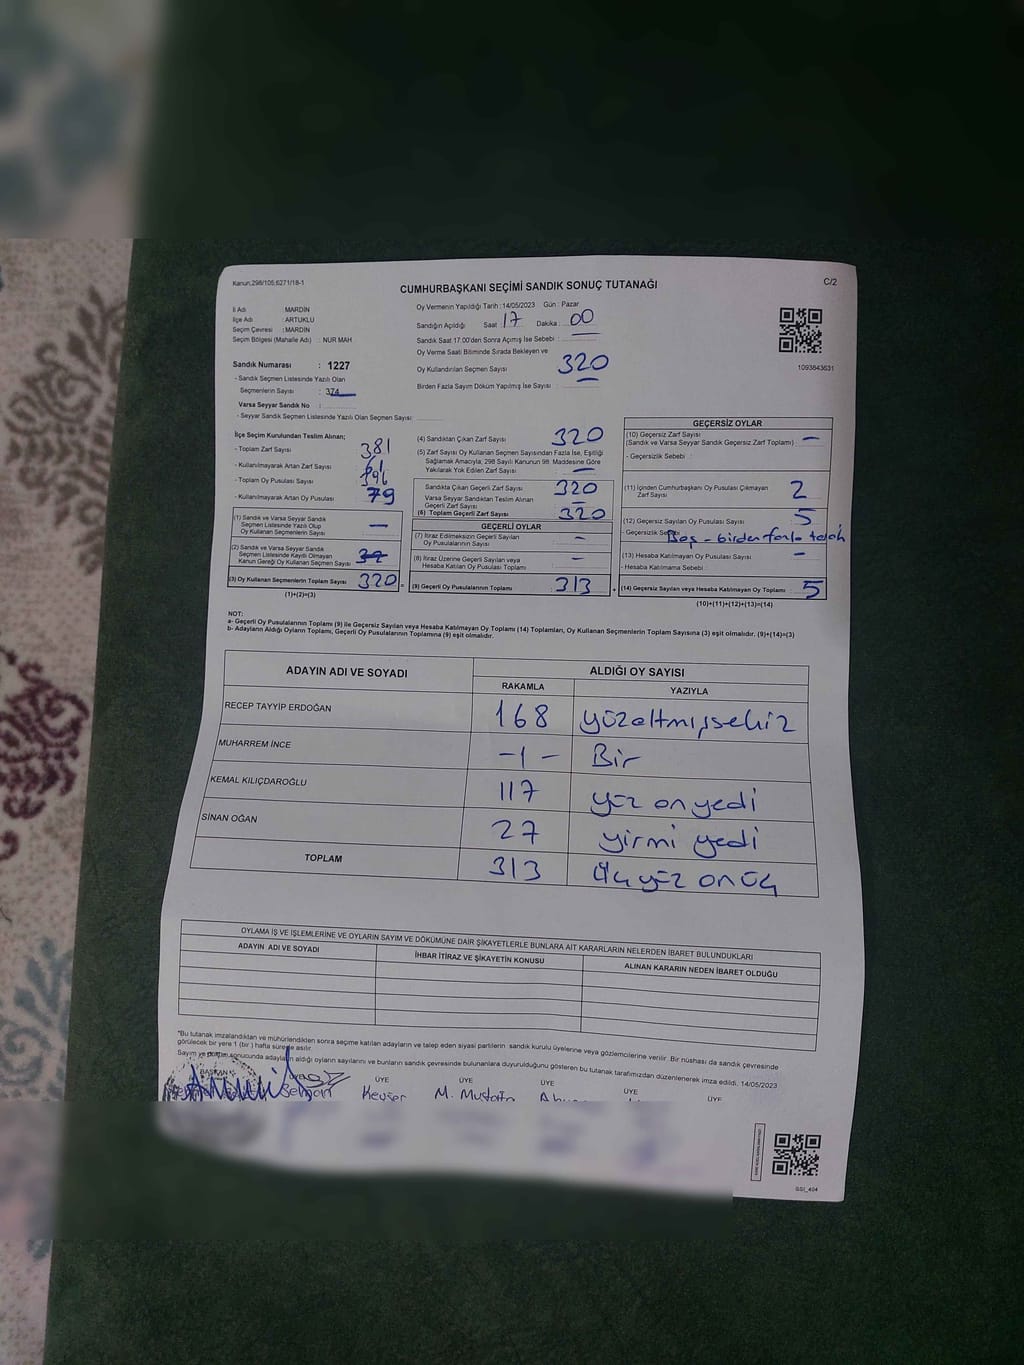 Kanun,298/105,6271/18-1
CUMHURBAŞKANI SEÇİMİ SANDIK SONUÇ TUTANAĞI
C/2
İl Adı : MARDİN
İlçe Adı : ARTUKLU
Seçim Çevresi : MARDİN
Seçim Bölgesi (Mahalle Adı) : NUR MAH
Oy Vermenin Yapıldığı Tarih : 14/05/2023 Gün : Pazar
Sandığın Açıldığı Saat : 17 Dakika : 00
Sandık Saat 17.00'den Sonra Açımış İse Sebebi :
Oy Verme Saati Bitiminde Sırada Bekleyen ve
Oy Kullandırılan Seçmen Sayısı : 320
Birden Fazla Sayım Döküm Yapılmış İse Sayısı :
1093843631
Sandık Numarası : 1227
- Sandık Seçmen Listesinde Yazılı Olan
Seçmenlerin Sayısı : 374
Varsa Seyyar Sandık No :
- Seyyar Sandık Seçmen Listesinde Yazılı Olan Seçmen Sayısı:
İlçe Seçim Kurulundan Teslim Alınan;
- Toplam Zarf Sayısı : 381
- Kullanılmayarak Artan Zarf Sayısı :
- Toplam Oy Pusulası Sayısı :
- Kullanılmayarak Artan Oy Pusulası : 79
(1) Sandık ve Varsa Seyyar Sandık
Seçmen Listesinde Yazılı Olup
Oy Kullanan Seçmenlerin Sayısı : —
(2) Sandık ve Varsa Seyyar Sandık
Seçmen Listesinde Kayıtlı Olmayan
Kanun Gereği Oy Kullanan Seçmen Sayısı :
(3) Oy Kullanan Seçmenlerin Toplam Sayısı : 320 =
(1)+(2)=(3)
(4) Sandıktan Çıkan Zarf Sayısı : 320
(5) Zarf Sayısı Oy Kullanan Seçmen Sayısından Fazla İse, Eşitliği
Sağlamak Amacıyla; 298 Sayılı Kanunun 98. Maddesine Göre
Yakılarak Yok Edilen Zarf Sayısı : —
Sandıkta Çıkan Geçerli Zarf Sayısı : 320
Varsa Seyyar Sandıktan Teslim Alınan
Geçerli Zarf Sayısı : —
(6) Toplam Geçerli Zarf Sayısı : 320
GEÇERLİ OYLAR
(7) İtiraz Edilmeksizin Geçerli Sayılan
Oy Pusulalarının Sayısı : —
(8) İtiraz Üzerine Geçerli Sayılan veya
Hesaba Katılan Oy Pusulası Toplamı : —
(9) Geçerli Oy Pusulalarının Toplamı : 313 +
GEÇERSİZ OYLAR
(10) Geçersiz Zarf Sayısı
(Sandık ve Varsa Seyyar Sandık Geçersiz Zarf Toplamı) : —
- Geçersizlik Sebebi :
(11) İçinden Cumhurbaşkanı Oy Pusulası Çıkmayan
Zarf Sayısı : 2
(12) Geçersiz Sayılan Oy Pusulası Sayısı : 5
- Geçersizlik Sebebi Boş - birden fazla
(13) Hesaba Katılmayan Oy Pusulası Sayısı : —
- Hesaba Katılmama Sebebi :
(14) Geçersiz Sayılan veya Hesaba Katılmayan Oy Toplamı : 5
(10)+(11)+(12)+(13)=(14)
NOT:
a- Geçerli Oy Pusulalarının Toplamı (9) ile Geçersiz Sayılan veya Hesaba Katılmayan Oy Toplamı (14) Toplamları, Oy Kullanan Seçmenlerin Toplam Sayısına (3) eşit olmalıdır. (9)+(14)=(3)
b- Adayların Aldığı Oyların Toplamı, Geçerli Oy Pusulalarının Toplamına (9) eşit olmalıdır.
ADAYIN ADI VE SOYADI ALDIĞI OY SAYISI
RAKAMLA YAZIYLA
RECEP TAYYİP ERDOĞAN 168 yüzaltmışsekiz
MUHARREM İNCE -1- Bir
KEMAL KILIÇDAROĞLU 117 yüz on yedi
SİNAN OĞAN 27 yirmi yedi
TOPLAM 313 Üç yüz on üç
OYLAMA İŞ VE İŞLEMLERİNE VE OYLARIN SAYIM VE DÖKÜMÜNE DAİR ŞİKAYETLERLE BUNLARA AİT KARARLARIN NELERDEN İBARET BULUNDUKLARI
ADAYIN ADI VE SOYADI İHBAR İTİRAZ VE ŞİKAYETİN KONUSU ALINAN KARARIN NEDEN İBARET OLDUĞU
*Bu tutanak imzalandıktan ve mühürlendikten sonra seçime katılan adayların ve talep eden siyasi partilerin sandık kurulu üyelerine veya gözlemcilerine verilir. Bir nüshası da sandık çevresinde
görülecek bir yere 1 (bir) hafta süreyle asılır.
Sayım ve döküm sonucunda adayların aldığı oyların sayılarını ve bunların sandık çevresinde bulunanlara duyurulduğunu gösteren bu tutanak tarafımızdan düzenlenerek imza edildi. 14/05/2023
BAŞKAN ÜYE ÜYE ÜYE ÜYE ÜYE
Selman Kevser M. Mustafa
GSI_404